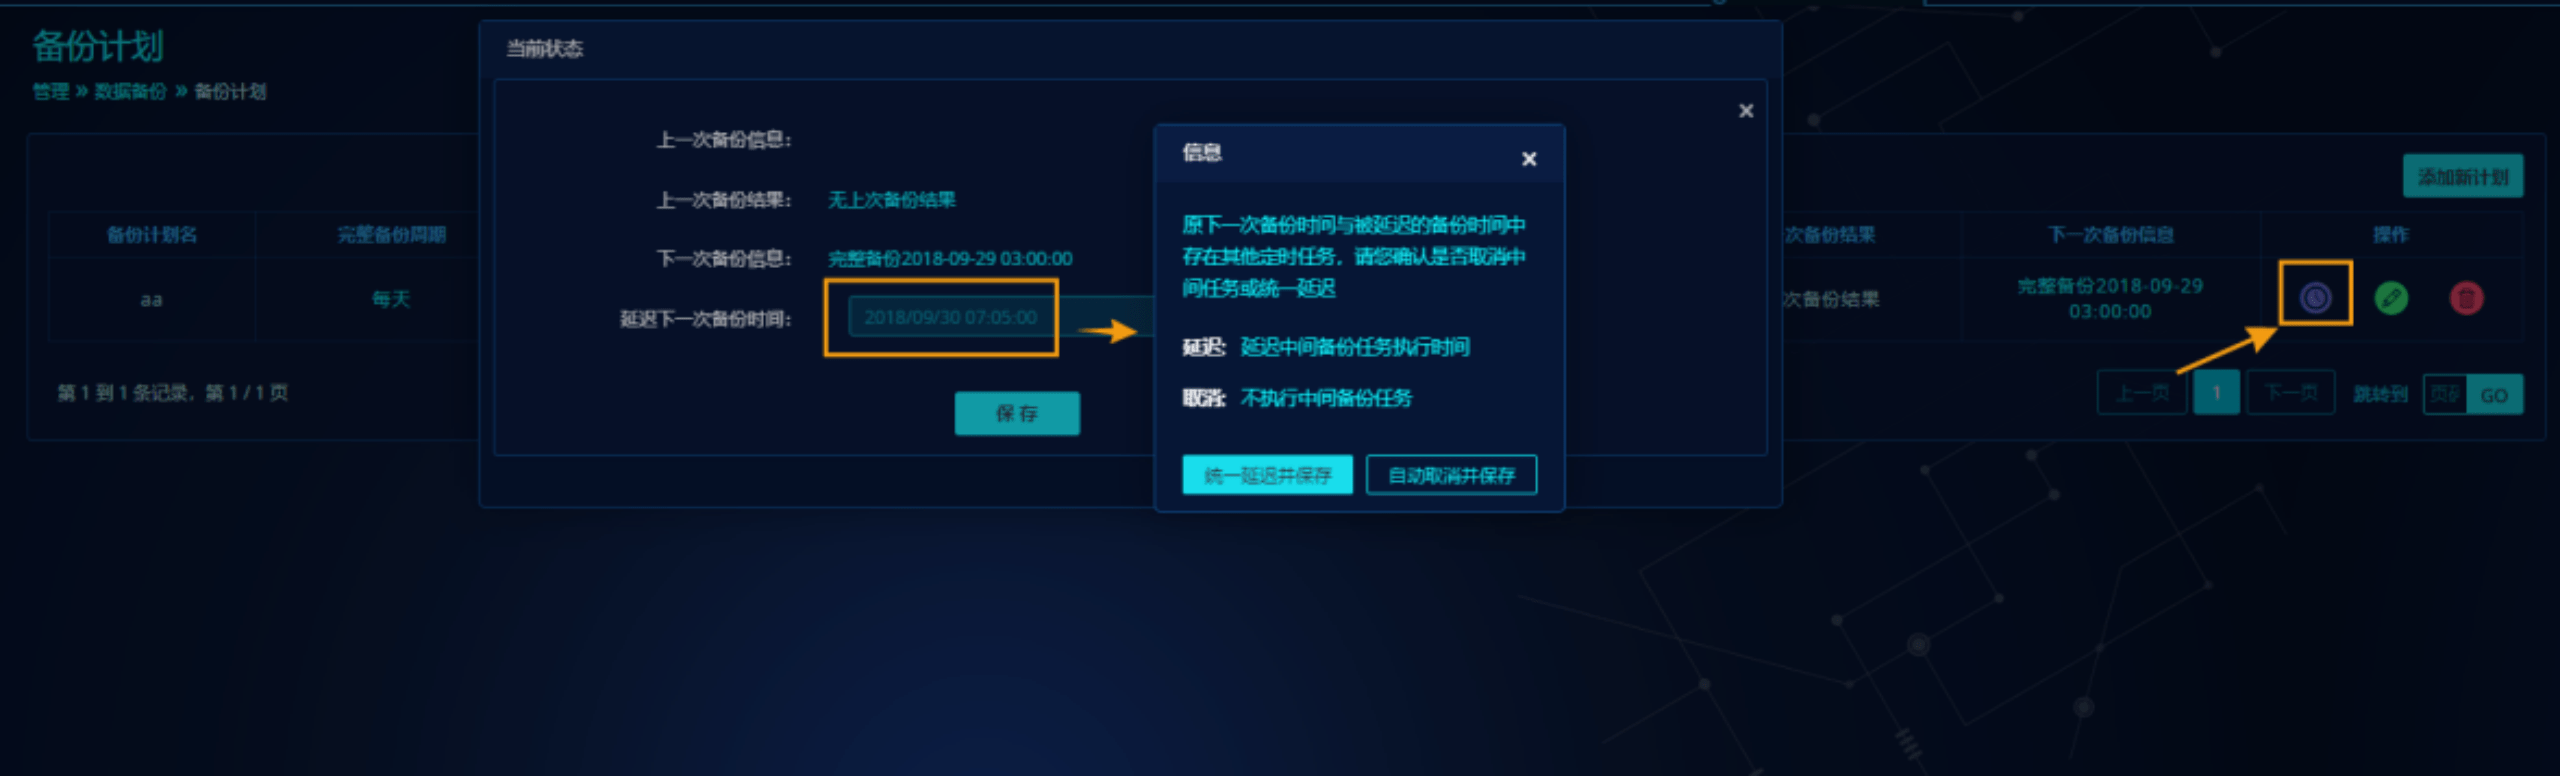 备份计划
管理 » 数据备份 » 备份计划
当前状态
×
上一次备份信息:
上一次备份结果: 无上次备份结果
下一次备份信息: 完整备份2018-09-29 03:00:00
延迟下一次备份时间: 2018/09/30 07:05:00
保存
信息
×
原下一次备份时间与被延迟的备份时间中
存在其他定时任务，请您确认是否取消中
间任务或统一延迟
延迟: 延迟中间备份任务执行时间
取消: 不执行中间备份任务
统一延迟并保存 自动取消并保存
添加新计划
备份计划名 完整备份周期 次备份结果 下一次备份信息 操作
aa 每天 次备份结果 完整备份2018-09-29
03:00:00
第 1 到 1 条记录，第 1 / 1 页
上一页 1 下一页 跳转到 页码 GO